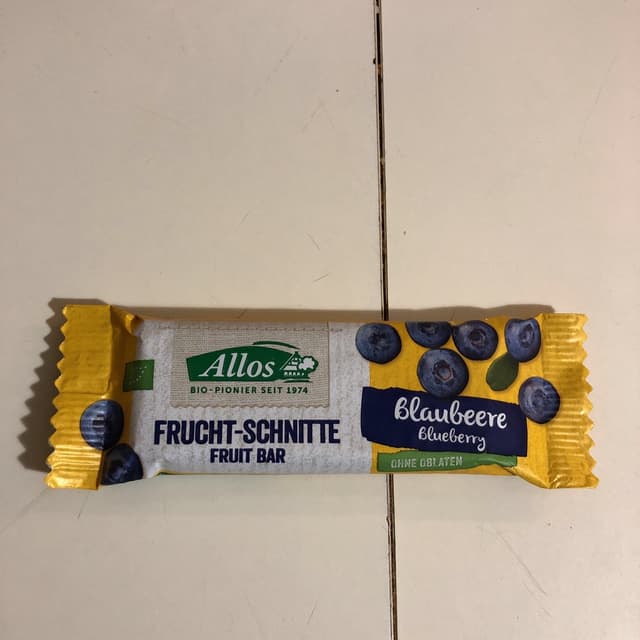 Allos
BIO-PIONIER SEIT 1974
FRUCHT-SCHNITTE
FRUIT BAR
Blaubeere
Blueberry
OHNE OBLATEN